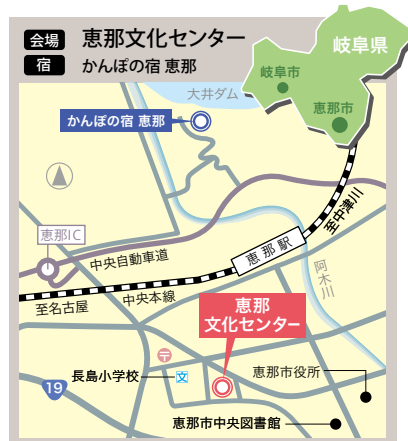 会場 恵那文化センター
宿 かんぽの宿 恵那
岐阜県
岐阜市
恵那市
大井ダム
かんぽの宿 恵那
恵那IC
中央自動車道
恵那駅
至中津川
阿木川
至名古屋
中央本線
恵那
文化センター
〒
長島小学校
文
恵那市役所
19
恵那市中央図書館